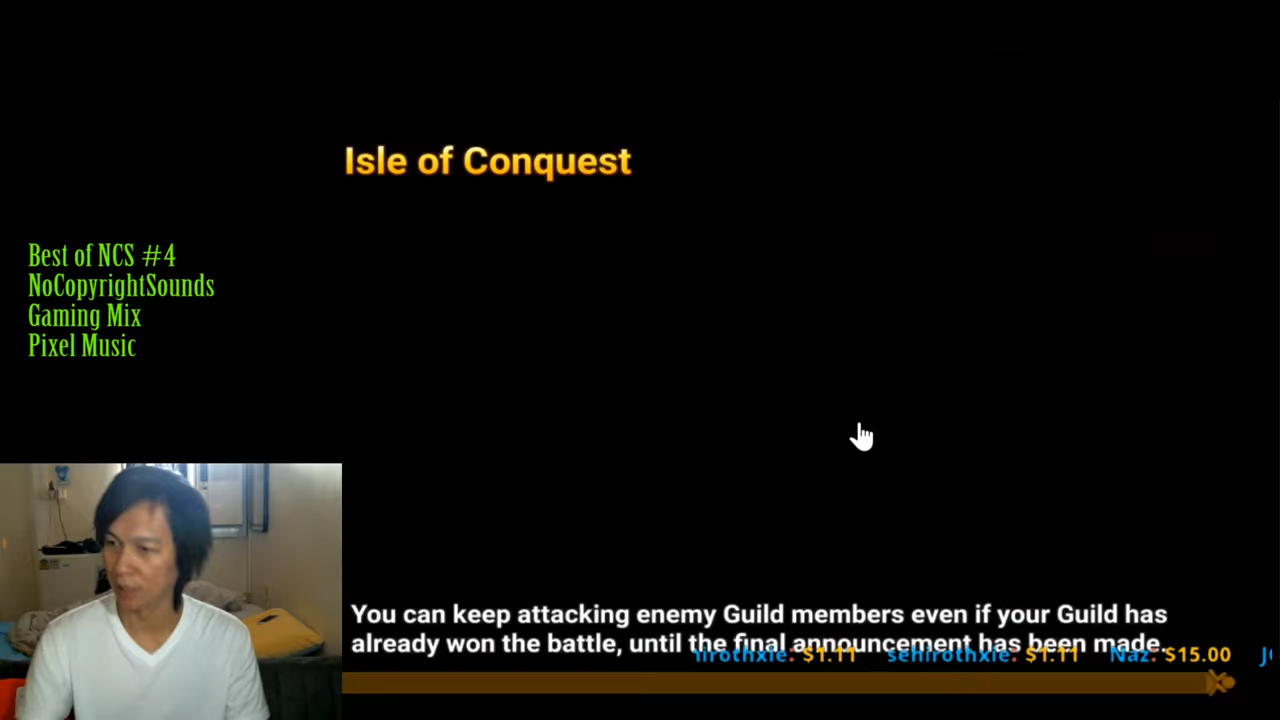 Isle of Conquest
Best of NCS #4
NoCopyrightSounds
Gaming Mix
Pixel Music
You can keep attacking enemy Guild members even if your Guild has
already won the battle, until the final announcement has been made.
$1.11 sehirothxie: $1.11 Naz: $15.00